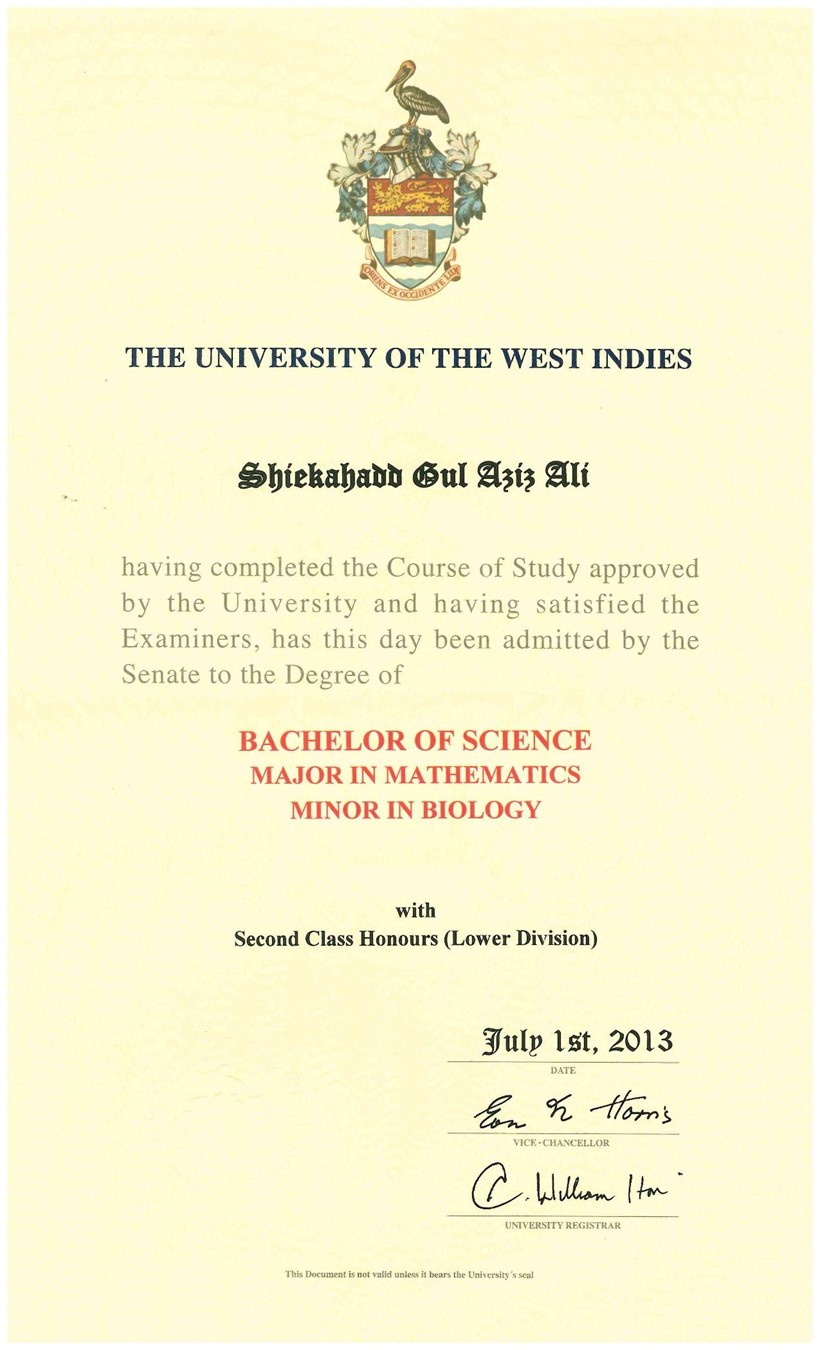 ORIENS EX OCCIDENTE LUX
THE UNIVERSITY OF THE WEST INDIES
Shiekahadd Gul Aziz Ali
having completed the Course of Study approved
by the University and having satisfied the
Examiners, has this day been admitted by the
Senate to the Degree of
BACHELOR OF SCIENCE
MAJOR IN MATHEMATICS
MINOR IN BIOLOGY
with
Second Class Honours (Lower Division)
July 1st, 2013
DATE
Harris
VICE-CHANCELLOR
C. William
UNIVERSITY REGISTRAR
This Document is not valid unless it bears the University's seal